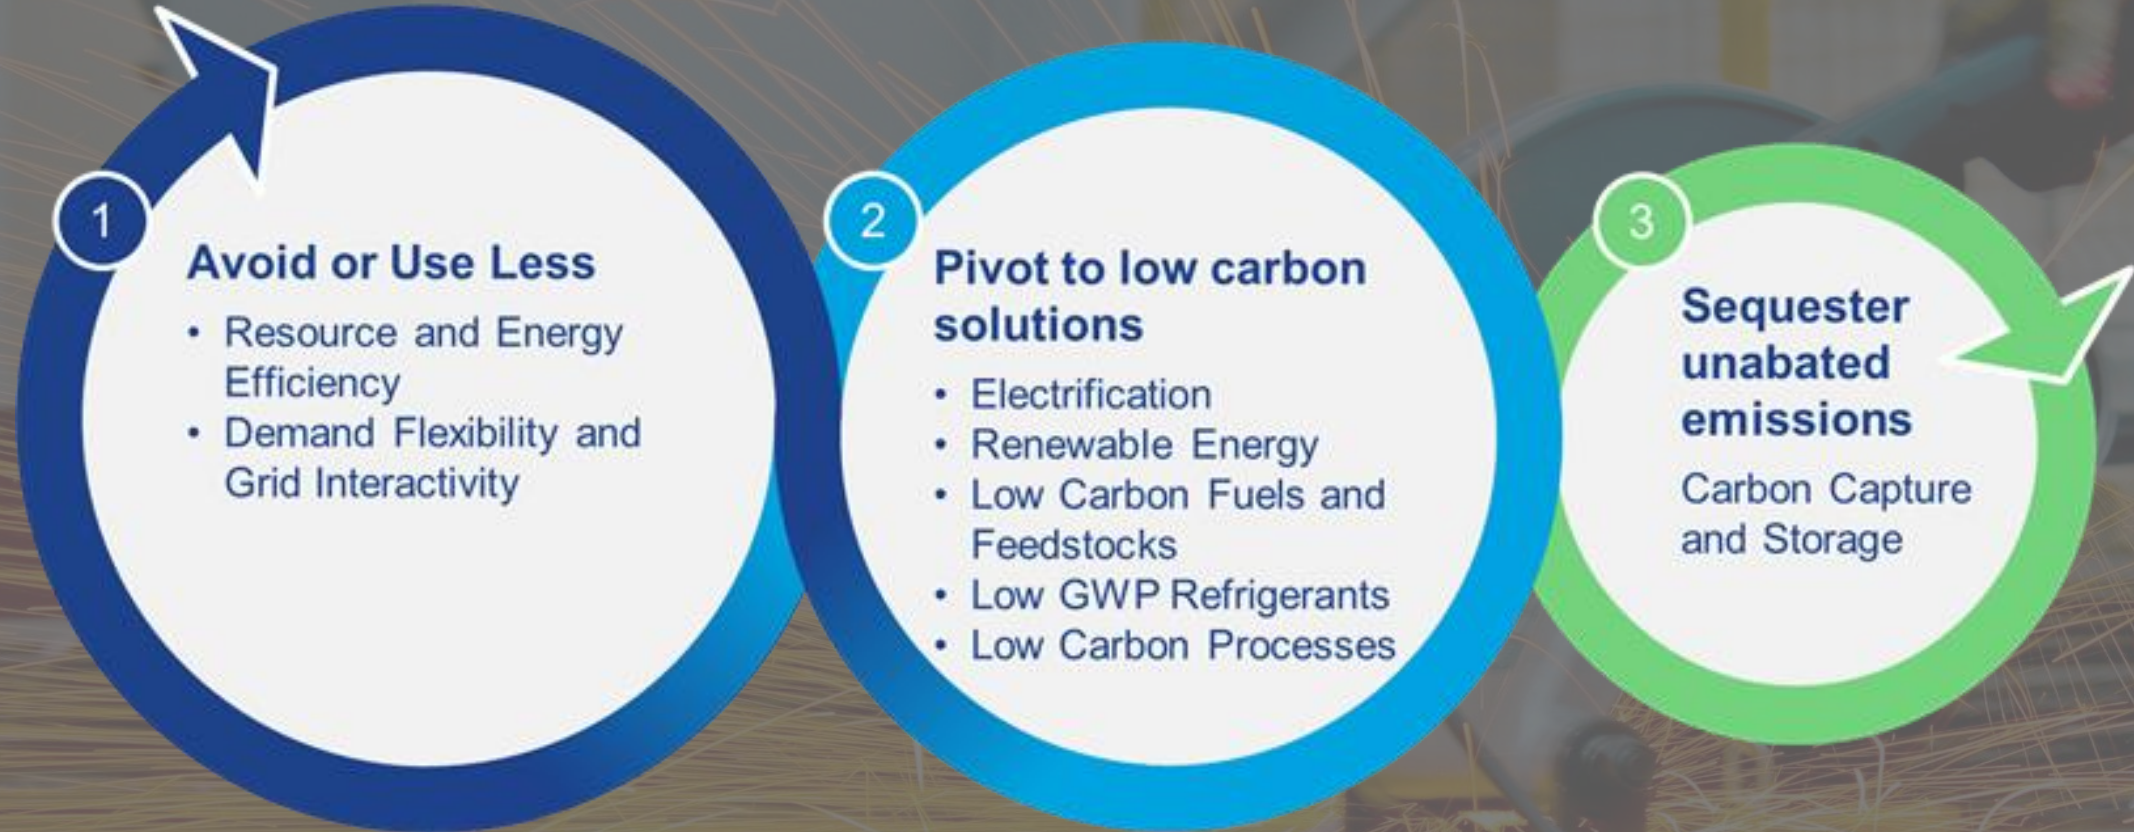 1
Avoid or Use Less
• Resource and Energy
Efficiency
• Demand Flexibility and
Grid Interactivity
2
Pivot to low carbon
solutions
• Electrification
• Renewable Energy
• Low Carbon Fuels and
Feedstocks
• Low GWP Refrigerants
• Low Carbon Processes
3
Sequester
unabated
emissions
Carbon Capture
and Storage